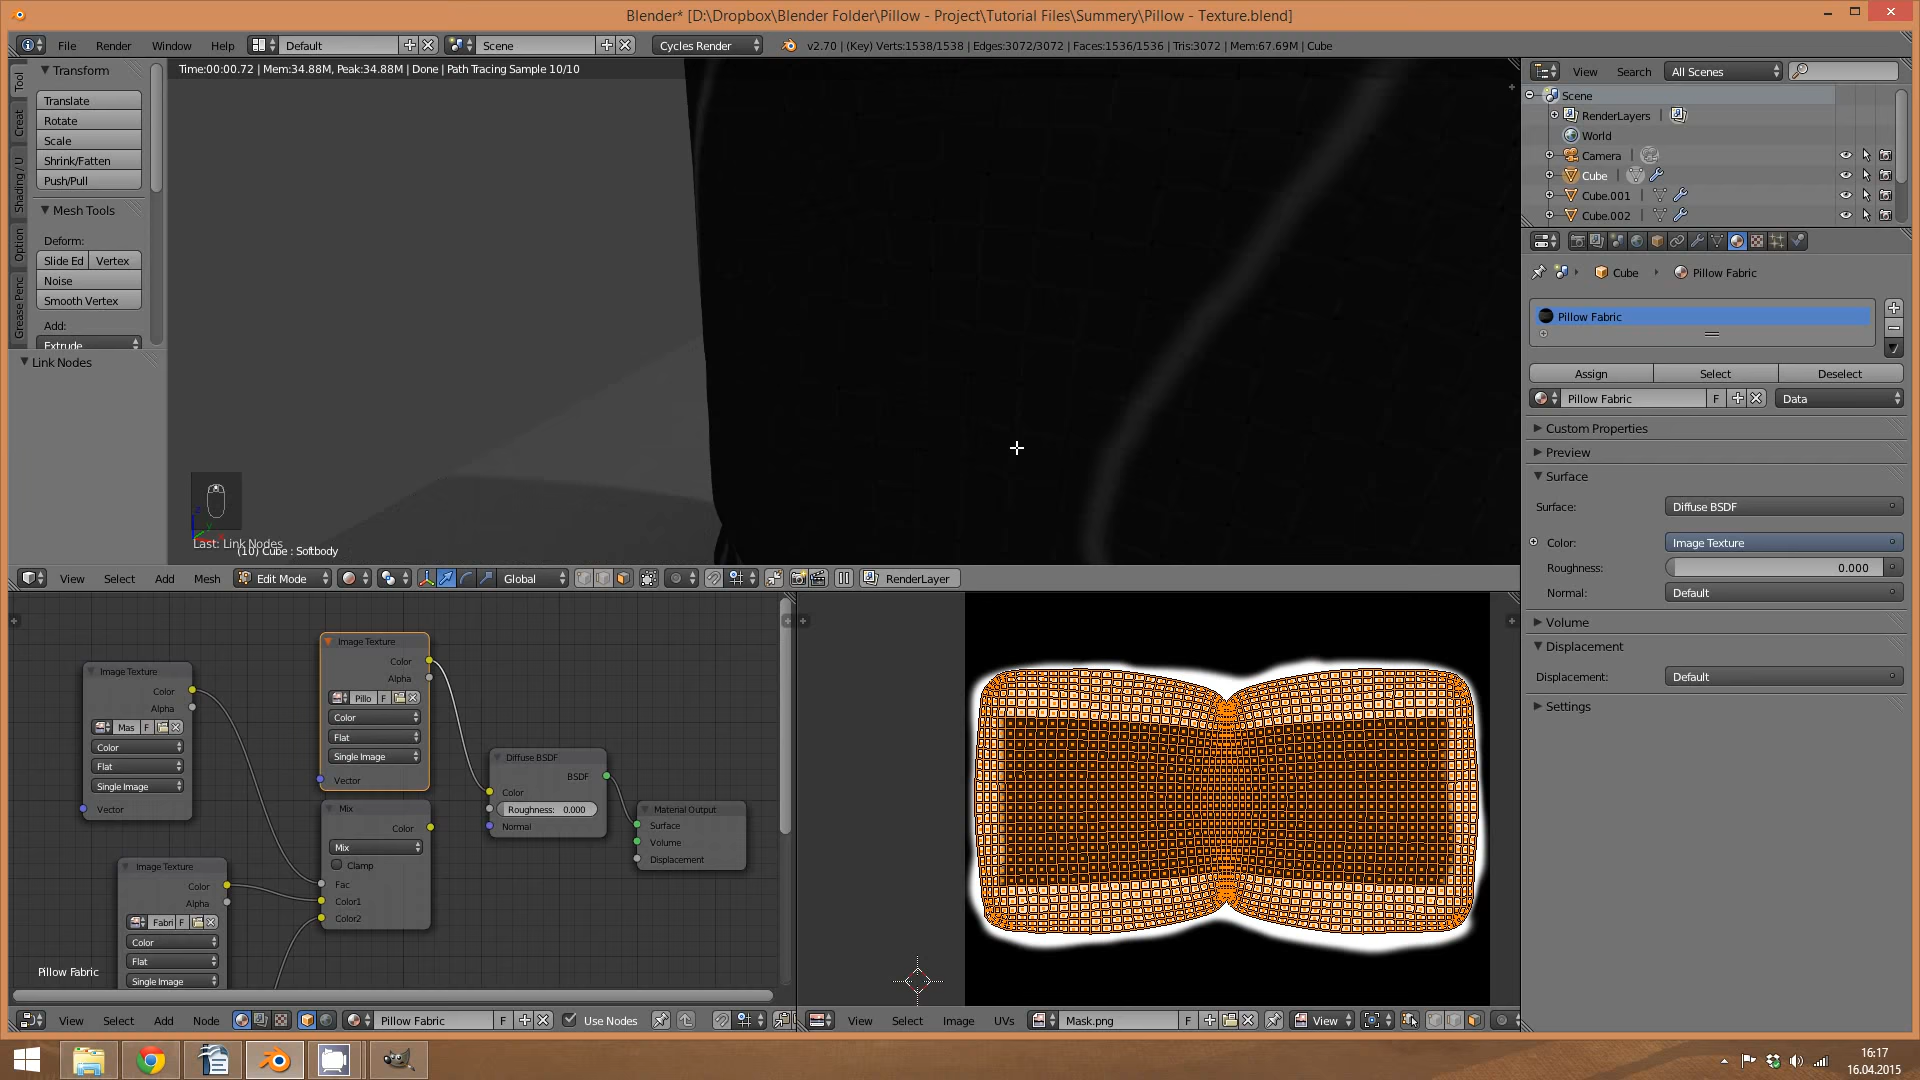 Blender* [D:\Dropbox\Blender Folder\Pillow - Project\Tutorial Files\Summery\Pillow - Texture.blend]
File Render Window Help Default Scene Cycles Render v2.70 | (Key) Verts:1538/1538 | Edges:3072/3072 | Faces:1536/1536 | Tris:3072 | Mem:67.69M | Cube
Time:00:00.72 | Mem:34.88M, Peak:34.88M | Done | Path Tracing Sample 10/10
Tool
Creat
Shading / U
Option
Grease Penc
Transform
Translate
Rotate
Scale
Shrink/Fatten
Push/Pull
Mesh Tools
Deform:
Slide Ed Vertex
Noise
Smooth Vertex
Add:
Extrude
Link Nodes
Last: Link Nodes
(10) Cube : Softbody
View Select Add Mesh Edit Mode Global RenderLayer
Image Texture
Color
Alpha
Mas F
Color
Flat
Single Image
Vector
Image Texture
Color
Alpha
Pillo F
Color
Flat
Single Image
Vector
Mix
Color
Mix
Clamp
Fac
Color1
Color2
Image Texture
Color
Alpha
Fabri F
Color
Flat
Single Image
Diffuse BSDF
BSDF
Color
Roughness: 0.000
Normal
Material Output
Surface
Volume
Displacement
Pillow Fabric
View Select Add Node Pillow Fabric F Use Nodes
View Select Image UVs Mask.png F View
View Search All Scenes
Scene
RenderLayers
World
Camera
Cube
Cube.001
Cube.002
Cube Pillow Fabric
Pillow Fabric
Assign Select Deselect
Pillow Fabric F Data
Custom Properties
Preview
Surface
Surface: Diffuse BSDF
Color: Image Texture
Roughness: 0.000
Normal: Default
Volume
Displacement
Displacement: Default
Settings
16:17
16.04.2015